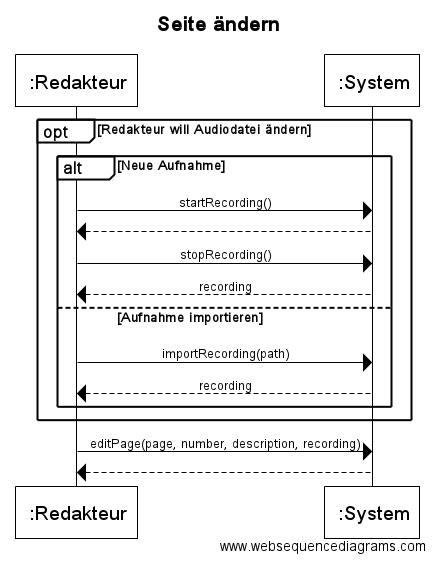 Seite ändern
:Redakteur
:System
opt
[Redakteur will Audiodatei ändern]
alt
[Neue Aufnahme]
startRecording()
stopRecording()
recording
[Aufnahme importieren]
importRecording(path)
recording
editPage(page, number, description, recording)
:Redakteur
:System
www.websequencediagrams.com